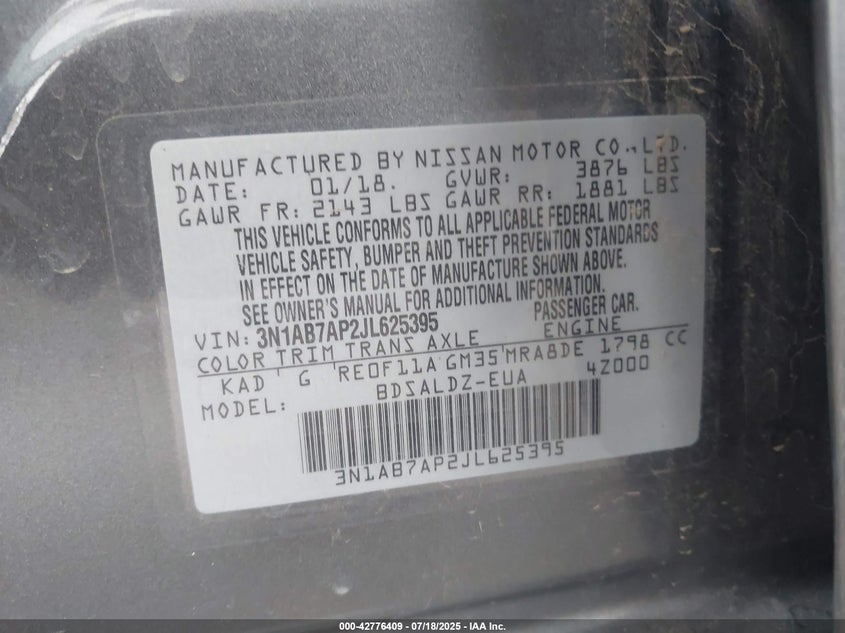 MANUFACTURED BY NISSAN MOTOR CO.,LTD.
DATE: 01/18. GVWR: 3876 LBS
GAWR FR: 2143 LBS GAWR RR: 1881 LBS
THIS VEHICLE CONFORMS TO ALL APPLICABLE FEDERAL MOTOR
VEHICLE SAFETY, BUMPER AND THEFT PREVENTION STANDARDS
IN EFFECT ON THE DATE OF MANUFACTURE SHOWN ABOVE.
SEE OWNER'S MANUAL FOR ADDITIONAL INFORMATION.
VIN: 3N1AB7AP2JL625395 PASSENGER CAR.
COLOR TRIM TRANS AXLE ENGINE
KAD G RE0F11A GM35 MRA8DE 1798 CC
MODEL: BDSALDZ-EUA 4Z000
3N1AB7AP2JL625395
000-42776409 - 07/18/2025 - IAA Inc.